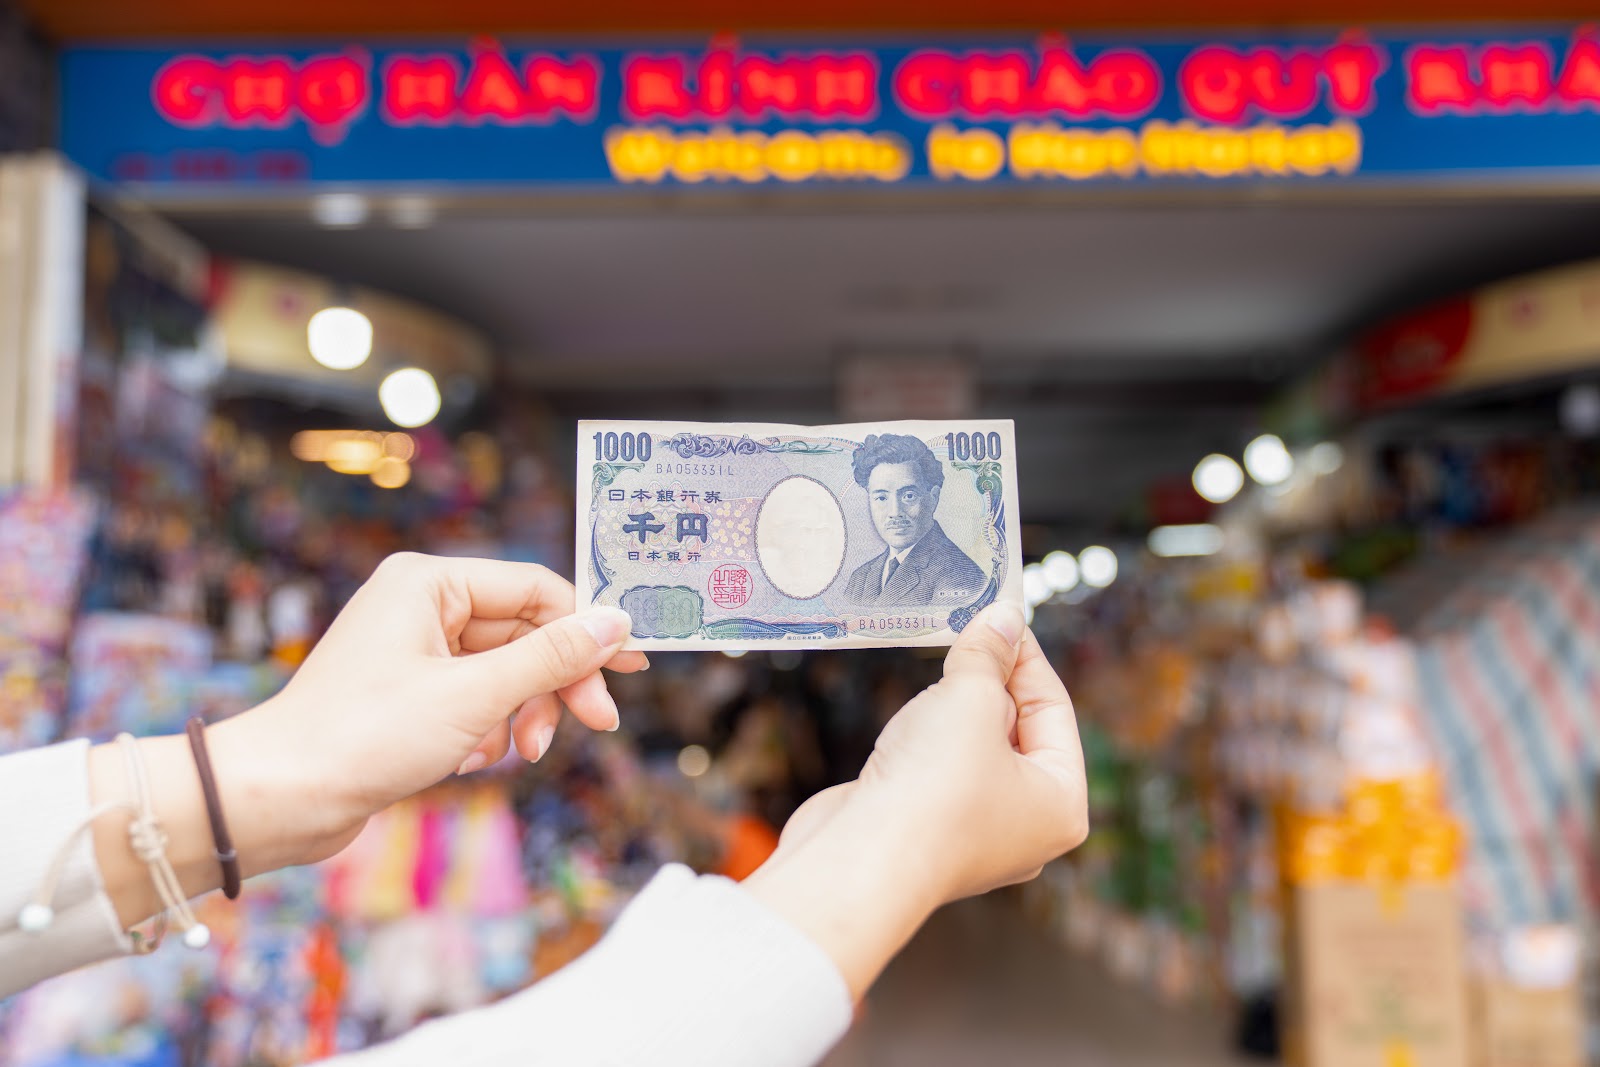 CHỢ HÀN KÍNH CHÀO QUÝ KHÁ
Welcome to Han Market
1000 1000
BA053331L
日本銀行券
千円
日本銀行
BA053331L